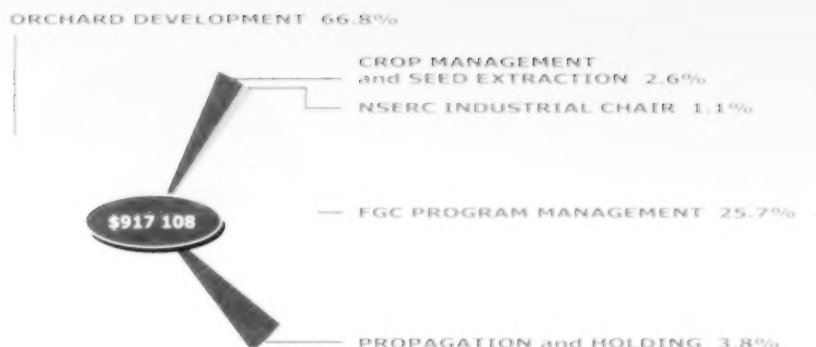 ORCHARD DEVELOPMENT 66.8%
CROP MANAGEMENT
and SEED EXTRACTION 2.6%
NSERC INDUSTRIAL CHAIR 1.1%
$917 108
FGC PROGRAM MANAGEMENT 25.7%
PROPAGATION and HOLDING 3.8%